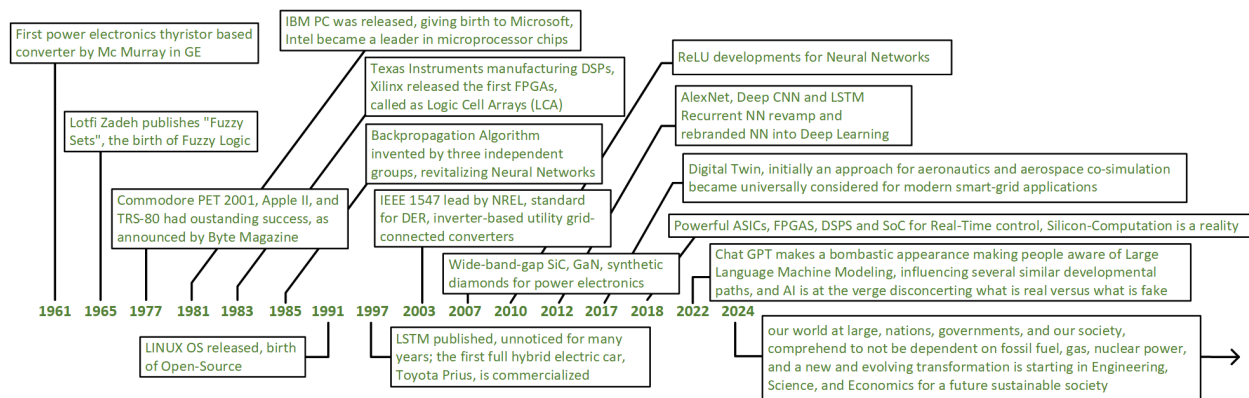 First power electronics thyristor based
converter by Mc Murray in GE
IBM PC was released, giving birth to Microsoft,
Intel became a leader in microprocessor chips
ReLU developments for Neural Networks
Texas Instruments manufacturing DSPs,
Xilinx released the first FPGAs,
called as Logic Cell Arrays (LCA)
AlexNet, Deep CNN and LSTM
Recurrent NN revamp and
rebranded NN into Deep Learning
Lotfi Zadeh publishes "Fuzzy
Sets", the birth of Fuzzy Logic
Backpropagation Algorithm
invented by three independent
groups, revitalizing Neural Networks
Digital Twin, initially an approach for aeronautics and aerospace co-simulation
became universally considered for modern smart-grid applications
Commodore PET 2001, Apple II, and
TRS-80 had oustanding success, as
announced by Byte Magazine
IEEE 1547 lead by NREL, standard
for DER, inverter-based utility grid-
connected converters
Powerful ASICs, FPGAS, DSPS and SoC for Real-Time control, Silicon-Computation is a reality
Wide-band-gap SiC, GaN, synthetic
diamonds for power electronics
Chat GPT makes a bombastic appearance making people aware of Large
Language Machine Modeling, influencing several similar developmental
paths, and AI is at the verge disconcerting what is real versus what is fake
1961 1965 1977 1981 1983 1985 1991 1997 2003 2007 2010 2012 2017 2018 2022 2024
LINUX OS released, birth
of Open-Source
LSTM published, unnoticed for many
years; the first full hybrid electric car,
Toyota Prius, is commercialized
our world at large, nations, governments, and our society,
comprehend to not be dependent on fossil fuel, gas, nuclear power,
and a new and evolving transformation is starting in Engineering,
Science, and Economics for a future sustainable society